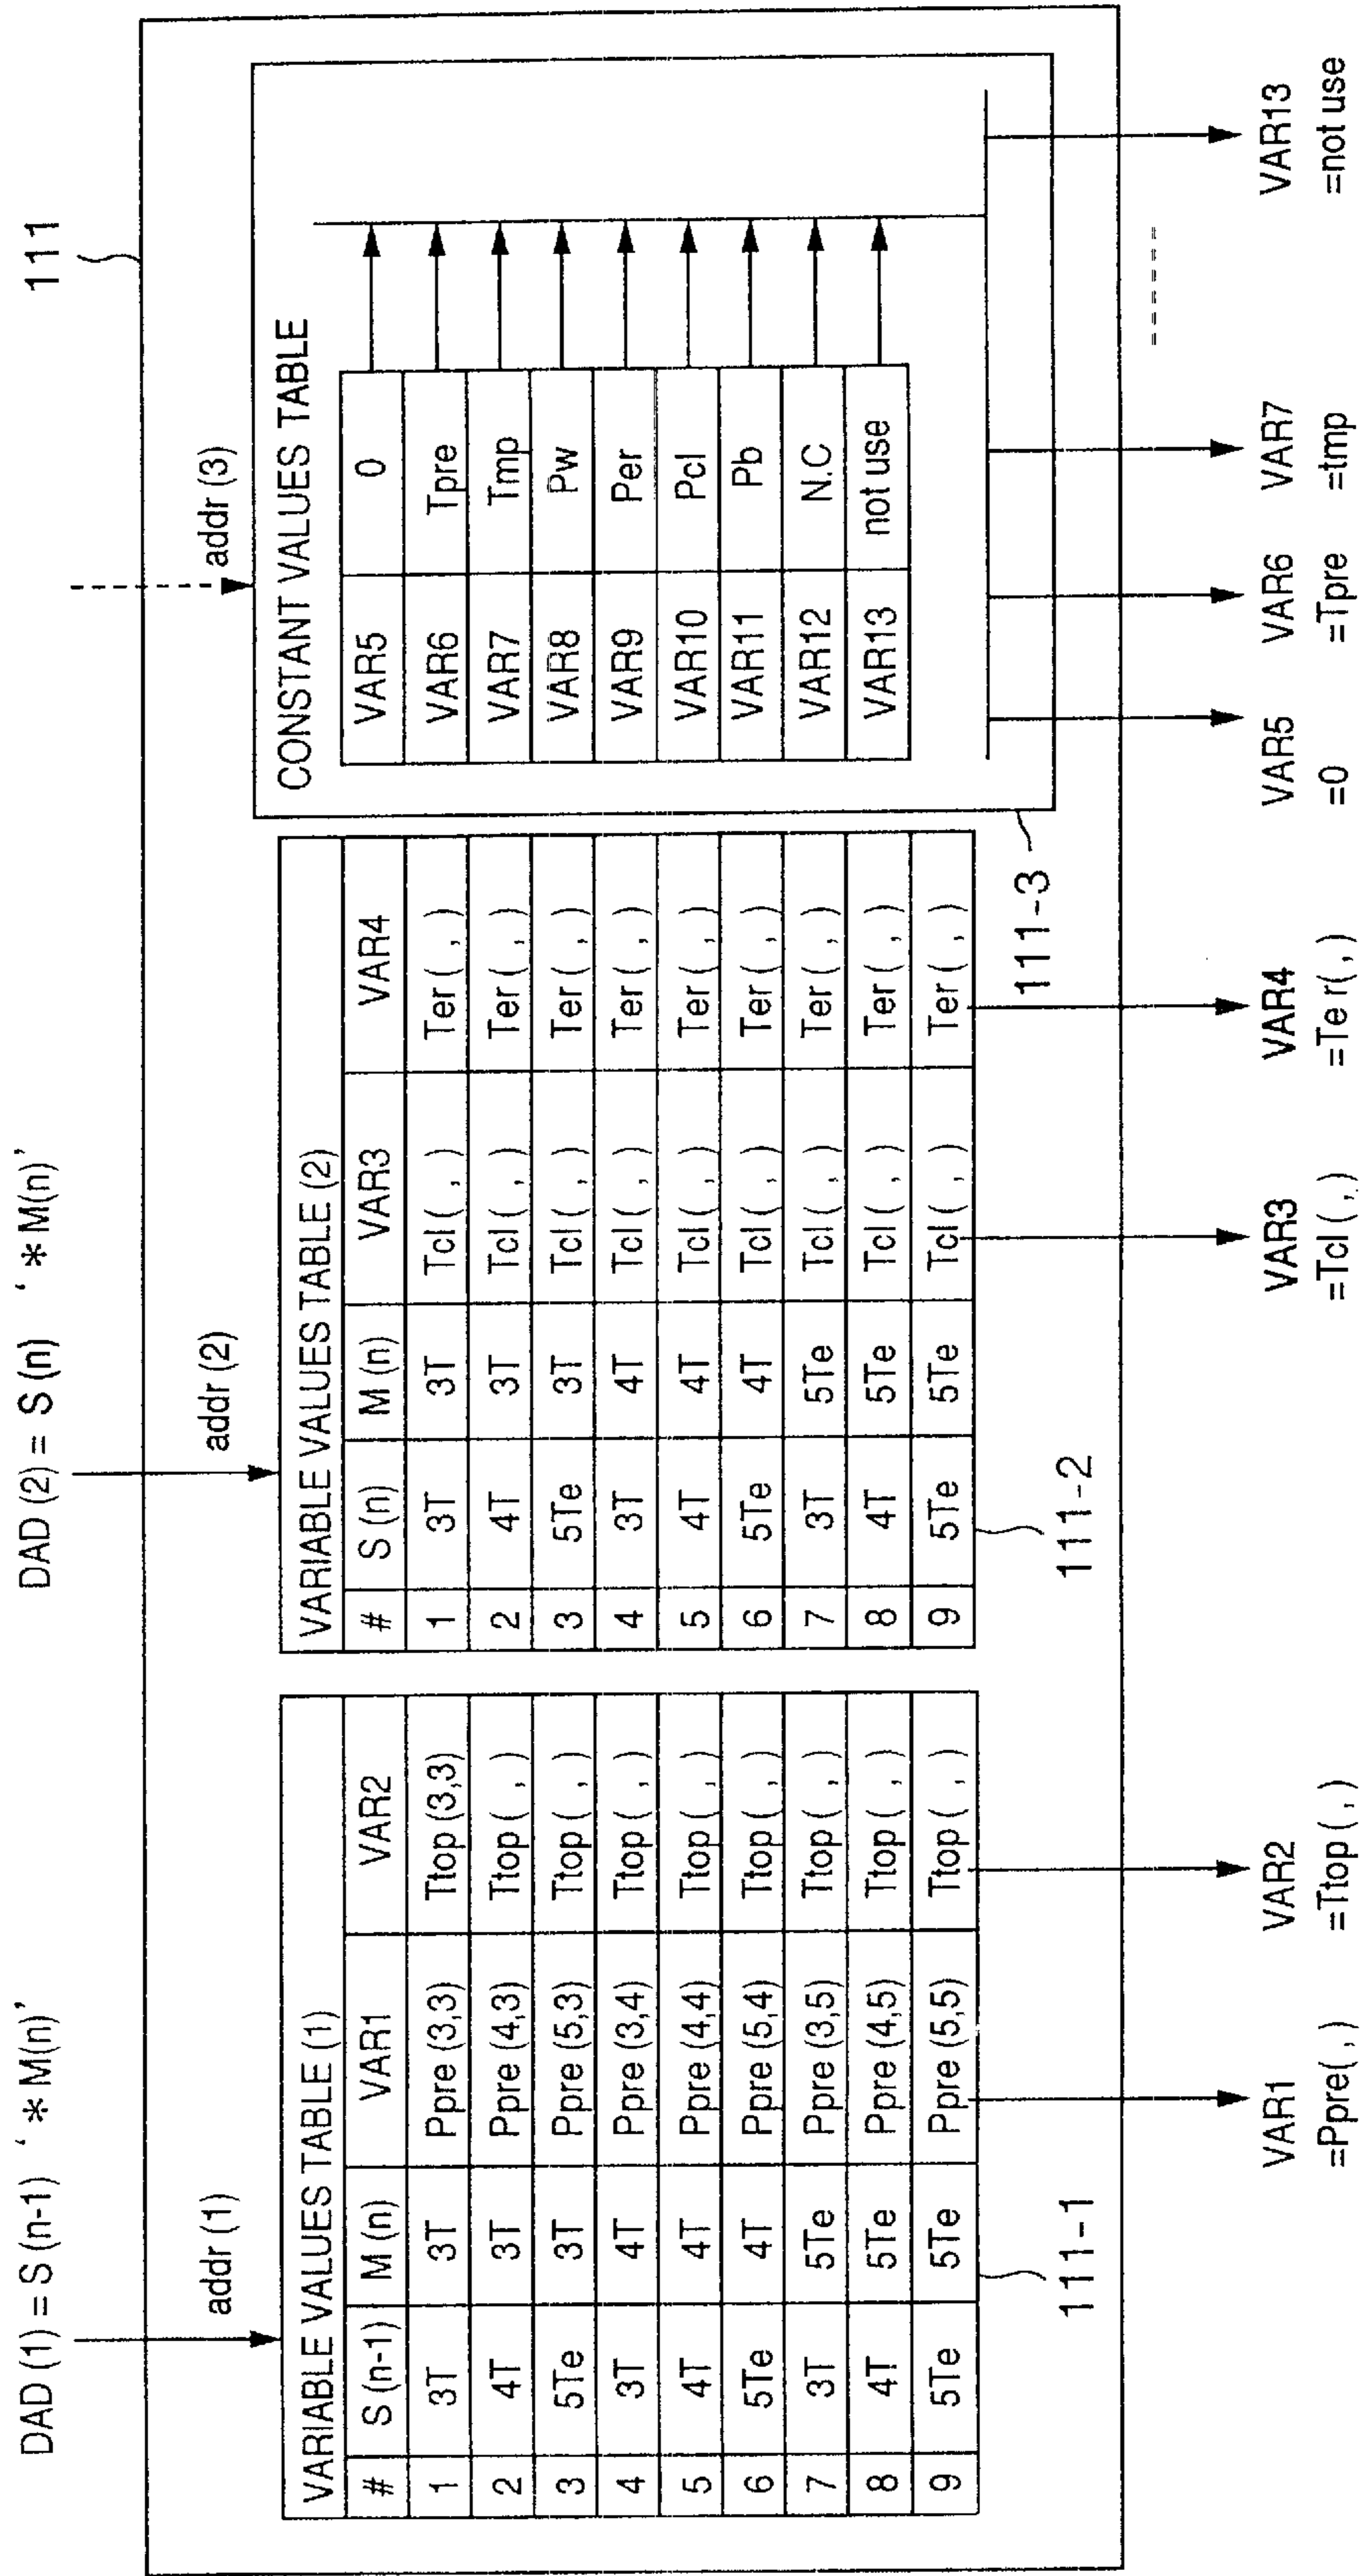 DAD (1) = S (n-1) ‘ * M(n)’
DAD (2) = S (n) ‘ * M(n)’
111
addr (1)
addr (2)
addr (3)
VARIABLE VALUES TABLE (1)
# S (n-1) M (n) VAR1 VAR2
1 3T 3T Ppre (3,3) Ttop (3,3)
2 4T 3T Ppre (4,3) Ttop ( , )
3 5Te 3T Ppre (5,3) Ttop ( , )
4 3T 4T Ppre (3,4) Ttop ( , )
5 4T 4T Ppre (4,4) Ttop ( , )
6 5Te 4T Ppre (5,4) Ttop ( , )
7 3T 5Te Ppre (3,5) Ttop ( , )
8 4T 5Te Ppre (4,5) Ttop ( , )
9 5Te 5Te Ppre (5,5) Ttop ( , )
111-1
VARIABLE VALUES TABLE (2)
# S (n) M (n) VAR3 VAR4
1 3T 3T Tcl ( , ) Ter ( , )
2 4T 3T Tcl ( , ) Ter ( , )
3 5Te 3T Tcl ( , ) Ter ( , )
4 3T 4T Tcl ( , ) Ter ( , )
5 4T 4T Tcl ( , ) Ter ( , )
6 5Te 4T Tcl ( , ) Ter ( , )
7 3T 5Te Tcl ( , ) Ter ( , )
8 4T 5Te Tcl ( , ) Ter ( , )
9 5Te 5Te Tcl ( , ) Ter ( , )
111-2
CONSTANT VALUES TABLE
VAR5 0
VAR6 Tpre
VAR7 Tmp
VAR8 Pw
VAR9 Per
VAR10 Pcl
VAR11 Pb
VAR12 N.C
VAR13 not use
111-3
VAR1
=Ppre( , )
VAR2
=Ttop ( , )
VAR3
=Tcl ( , )
VAR4
=Ter( , )
VAR5
=0
VAR6
=Tpre
VAR7
=tmp
VAR13
=not use